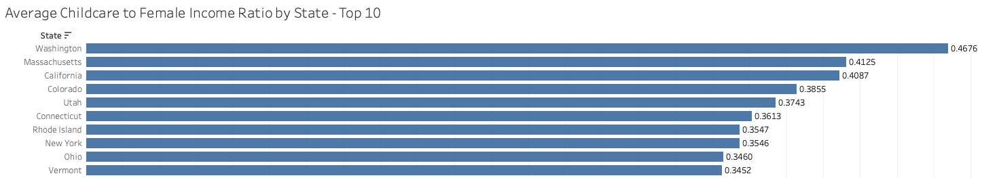 Average Childcare to Female Income Ratio by State - Top 10
State
Washington 0.4676
Massachusetts 0.4125
California 0.4087
Colorado 0.3855
Utah 0.3743
Connecticut 0.3613
Rhode Island 0.3547
New York 0.3546
Ohio 0.3460
Vermont 0.3452